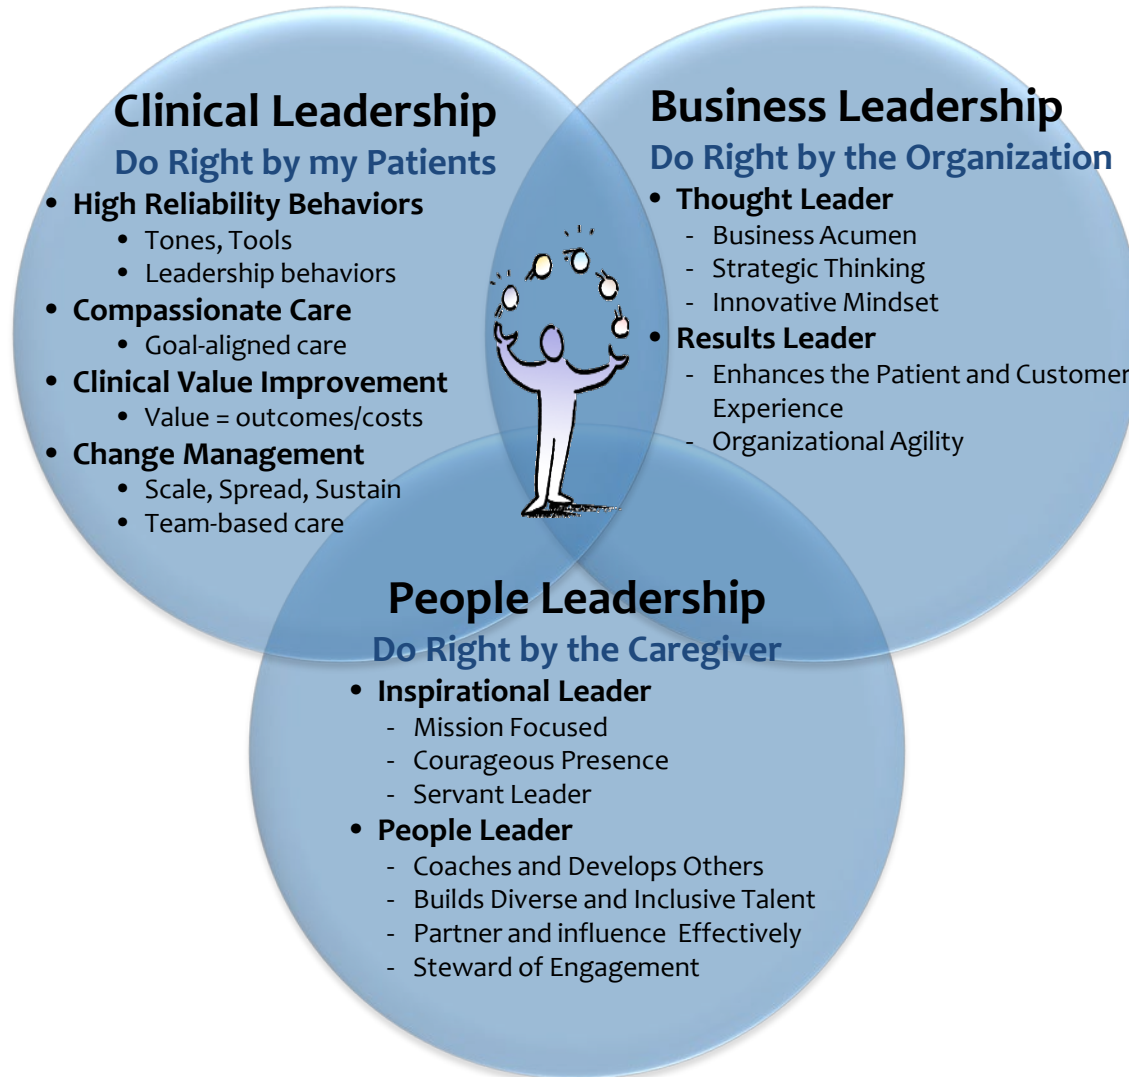 Clinical Leadership
Do Right by my Patients
• High Reliability Behaviors
• Tones, Tools
• Leadership behaviors
• Compassionate Care
• Goal-aligned care
• Clinical Value Improvement
• Value = outcomes/costs
• Change Management
• Scale, Spread, Sustain
• Team-based care
Business Leadership
Do Right by the Organization
• Thought Leader
- Business Acumen
- Strategic Thinking
- Innovative Mindset
• Results Leader
- Enhances the Patient and Customer
Experience
- Organizational Agility
People Leadership
Do Right by the Caregiver
• Inspirational Leader
- Mission Focused
- Courageous Presence
- Servant Leader
• People Leader
- Coaches and Develops Others
- Builds Diverse and Inclusive Talent
- Partner and influence Effectively
- Steward of Engagement